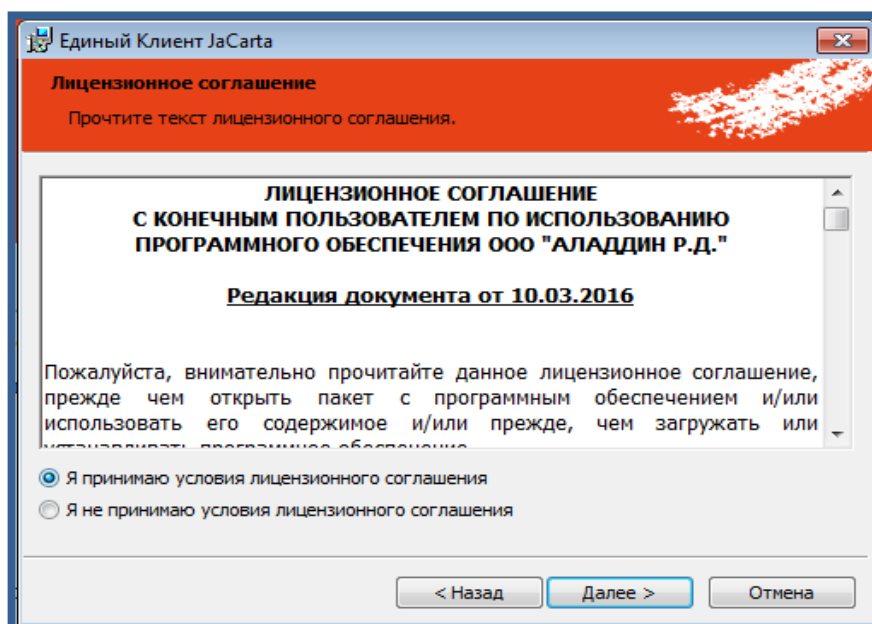 Единый Клиент JaCarta
Лицензионное соглашение
Прочтите текст лицензионного соглашения.
ЛИЦЕНЗИОННОЕ СОГЛАШЕНИЕ
С КОНЕЧНЫМ ПОЛЬЗОВАТЕЛЕМ ПО ИСПОЛЬЗОВАНИЮ
ПРОГРАММНОГО ОБЕСПЕЧЕНИЯ ООО "АЛАДДИН Р.Д."
Редакция документа от 10.03.2016
Пожалуйста, внимательно прочитайте данное лицензионное соглашение,
прежде чем открыть пакет с программным обеспечением и/или
использовать его содержимое и/или прежде, чем загружать или
устанавливать программное обеспечение
Я принимаю условия лицензионного соглашения
Я не принимаю условия лицензионного соглашения
< Назад
Далее >
Отмена